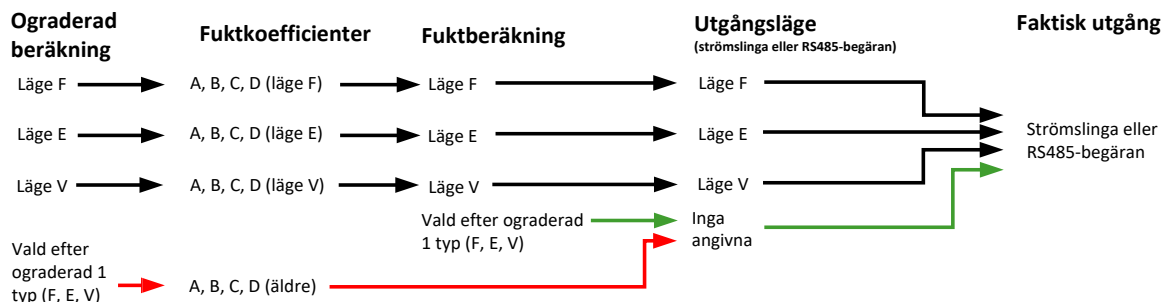 Ograderad
beräkning
Fuktkoefficienter
Fuktberäkning
Utgångsläge
(strömslinga eller RS485-begäran)
Faktisk utgång
Läge F
A, B, C, D (läge F)
Läge F
Läge F
Läge E
A, B, C, D (läge E)
Läge E
Läge E
Strömslinga eller
RS485-begäran
Läge V
A, B, C, D (läge V)
Läge V
Läge V
Vald efter ograderad
1 typ (F, E, V)
Inga
angivna
Vald efter
ograderad 1
typ (F, E, V)
A, B, C, D (äldre)